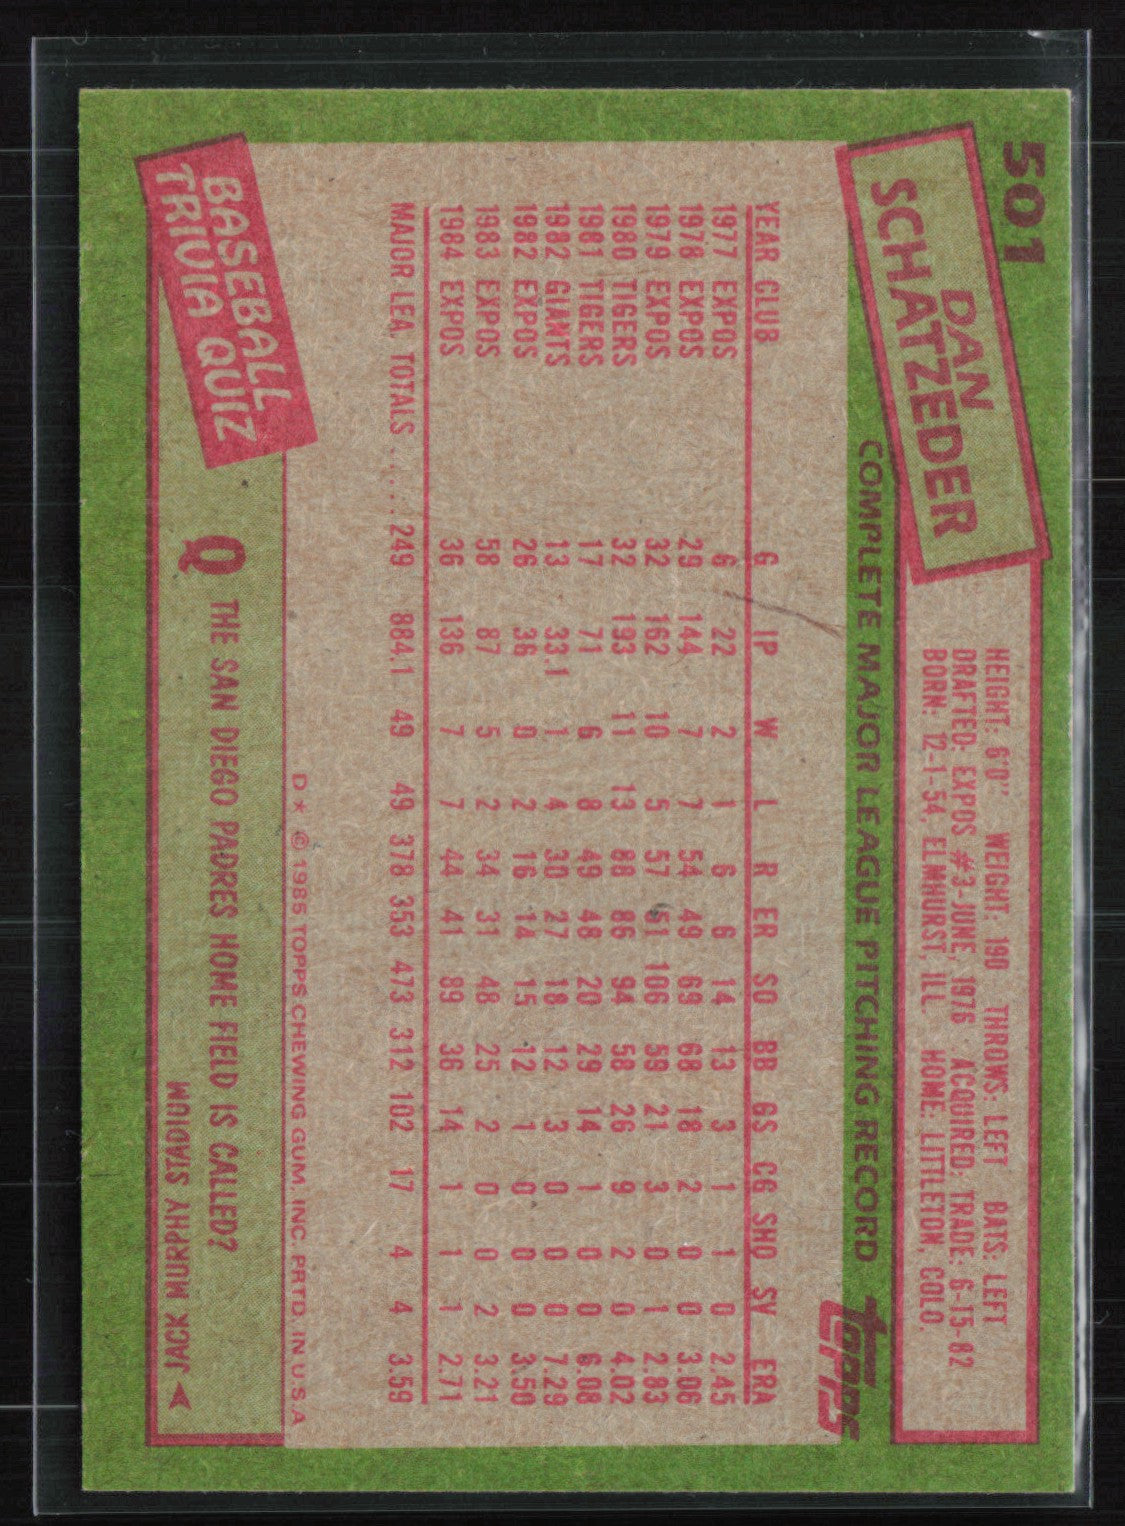 501
DAN
SCHATZEDER
HEIGHT: 6'0" WEIGHT: 190 THROWS: LEFT BATS: LEFT
DRAFTED: EXPOS #3-JUNE, 1976 · ACQUIRED: TRADE: 6-15-82
BORN: 12-1-54, ELMHURST, ILL. HOME: LITTLETON, COLO.
COMPLETE MAJOR LEAGUE PITCHING RECORD
Topps
YEAR CLUB G IP W L R ER SO BB GS CG SHO SV ERA
1977 EXPOS 6 22 2 1 6 6 14 13 3 1 1 0 2.45
1978 EXPOS 29 144 7 7 54 49 69 68 18 2 0 0 3.06
1979 EXPOS 32 162 10 5 57 51 106 59 21 3 0 1 2.83
1980 TIGERS 32 193 11 13 88 86 94 58 26 9 2 0 4.02
1981 TIGERS 17 71 6 8 49 48 20 29 14 1 0 0 6.08
1982 GIANTS 13 33.1 1 4 30 27 18 12 3 0 0 0 7.29
1982 EXPOS 26 36 0 2 16 14 15 12 1 0 0 0 3.50
1983 EXPOS 58 87 5 2 34 31 48 25 2 0 0 2 3.21
1984 EXPOS 36 136 7 7 44 41 89 36 14 1 1 1 2.71
MAJOR LEA. TOTALS .... 249 884.1 49 49 378 353 473 312 102 17 4 4 3.59
D * © 1985 TOPPS CHEWING GUM, INC. PRTD. IN U.S.A.
BASEBALL
TRIVIA QUIZ
Q THE SAN DIEGO PADRES HOME FIELD IS CALLED?
JACK MURPHY STADIUM